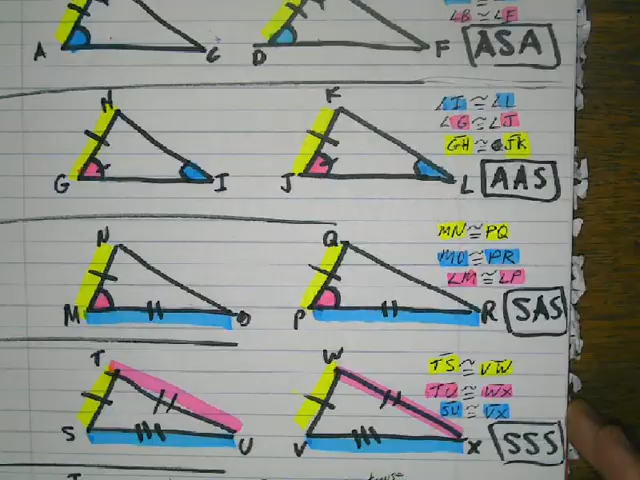 ∠B ≅ ∠E
A C D F ASA
H K ∠I ≅ ∠L
∠G ≅ ∠J
GH ≅ JK
G I J L AAS
N Q MN ≅ PQ
MO ≅ PR
∠M ≅ ∠P
M O P R SAS
T W TS ≅ VW
TU ≅ WX
SU ≅ VX
S U V X SSS